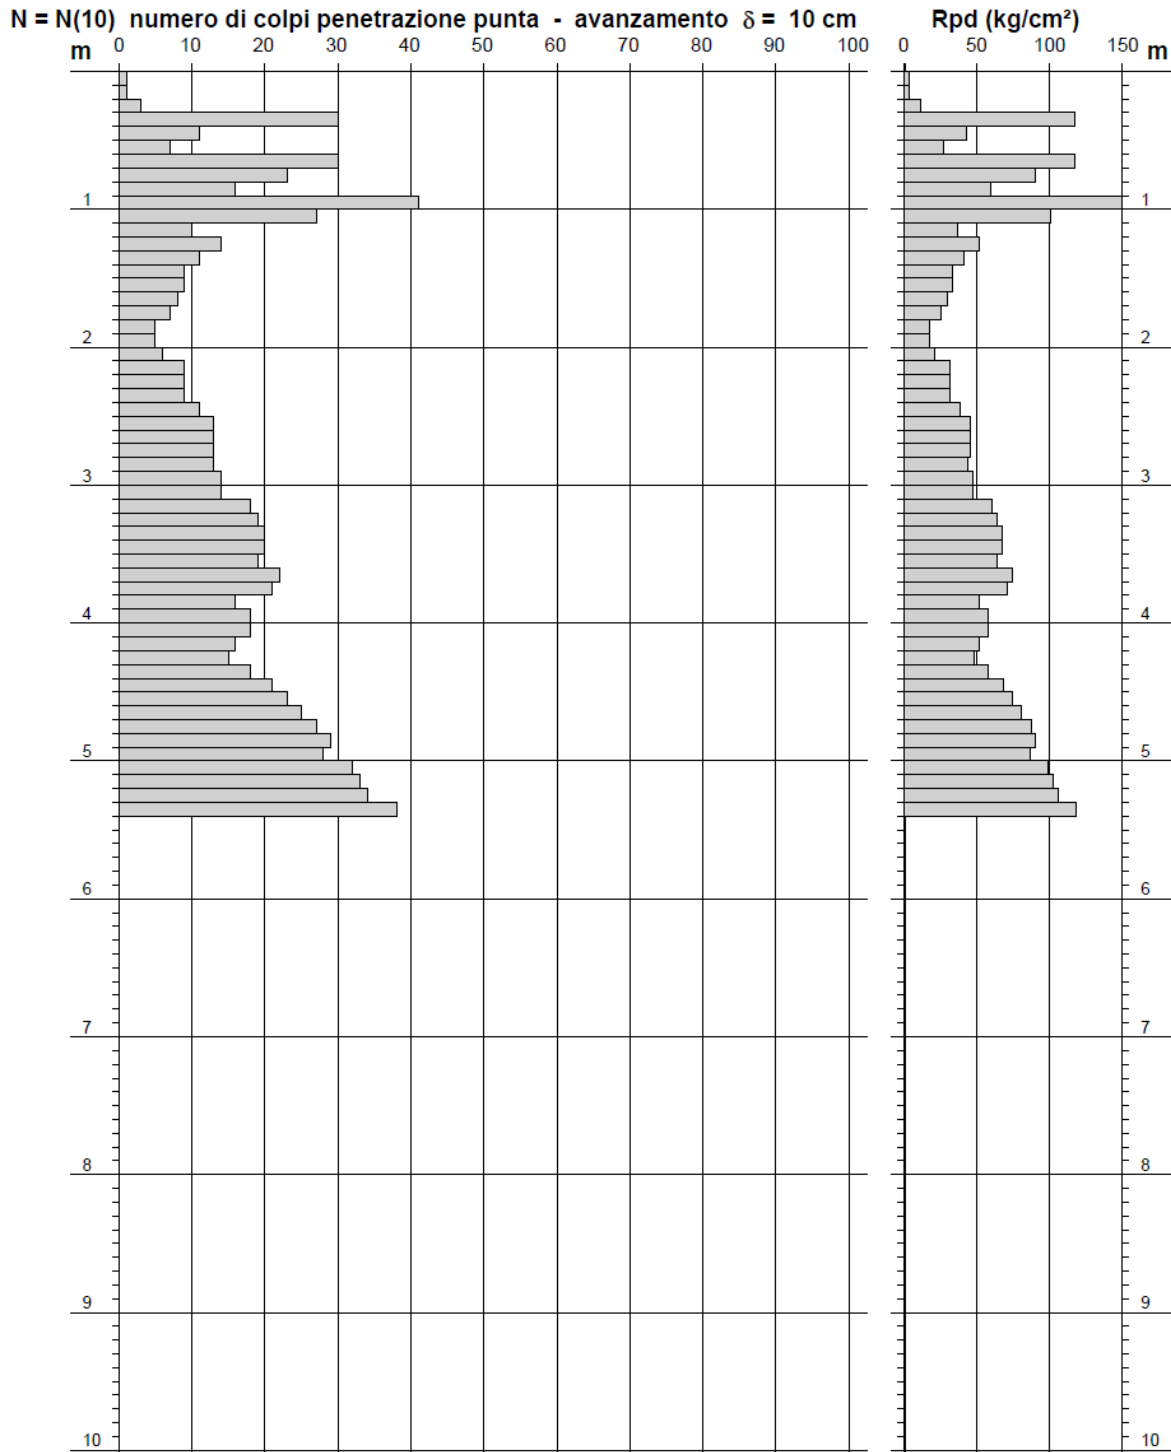 N = N(10) numero di colpi penetrazione punta - avanzamento δ = 10 cm
Rpd (kg/cm²)
m 0 10 20 30 40 50 60 70 80 90 100
0 50 100 150 m
1 1
2 2
3 3
4 4
5 5
6 6
7 7
8 8
9 9
10 10